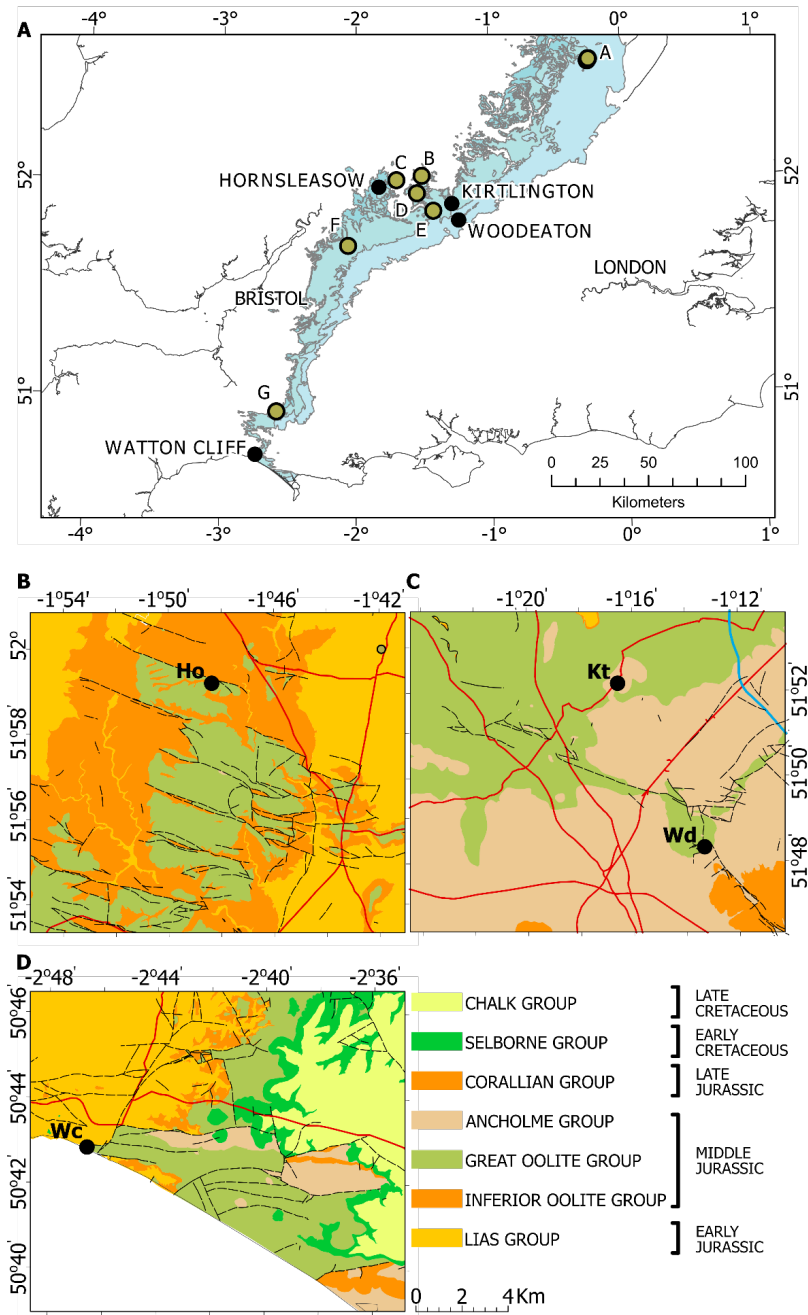 -4° -3° -2° -1° 0°
A
A
52°
52°
C
B
HORNSLEASOW
KIRTLINGTON
D
E
WOODEATON
F
LONDON
BRISTOL
51°
51°
G
WATTON CLIFF
0 25 50 100
Kilometers
-4° -3° -2° -1° 0° 1°
B
-1°54' -1°50' -1°46' -1°42'
52°
51°58'
51°56'
51°54'
Ho
C
-1°20' -1°16' -1°12'
51°52'
51°50'
51°48'
Kt
Wd
D
-2°48' -2°44' -2°40' -2°36'
50°46'
50°44'
50°42'
50°40'
Wc
CHALK GROUP
LATE
CRETACEOUS
SELBORNE GROUP
EARLY
CRETACEOUS
CORALLIAN GROUP
LATE
JURASSIC
ANCHOLME GROUP
GREAT OOLITE GROUP
MIDDLE
JURASSIC
INFERIOR OOLITE GROUP
LIAS GROUP
EARLY
JURASSIC
0 2 4 Km